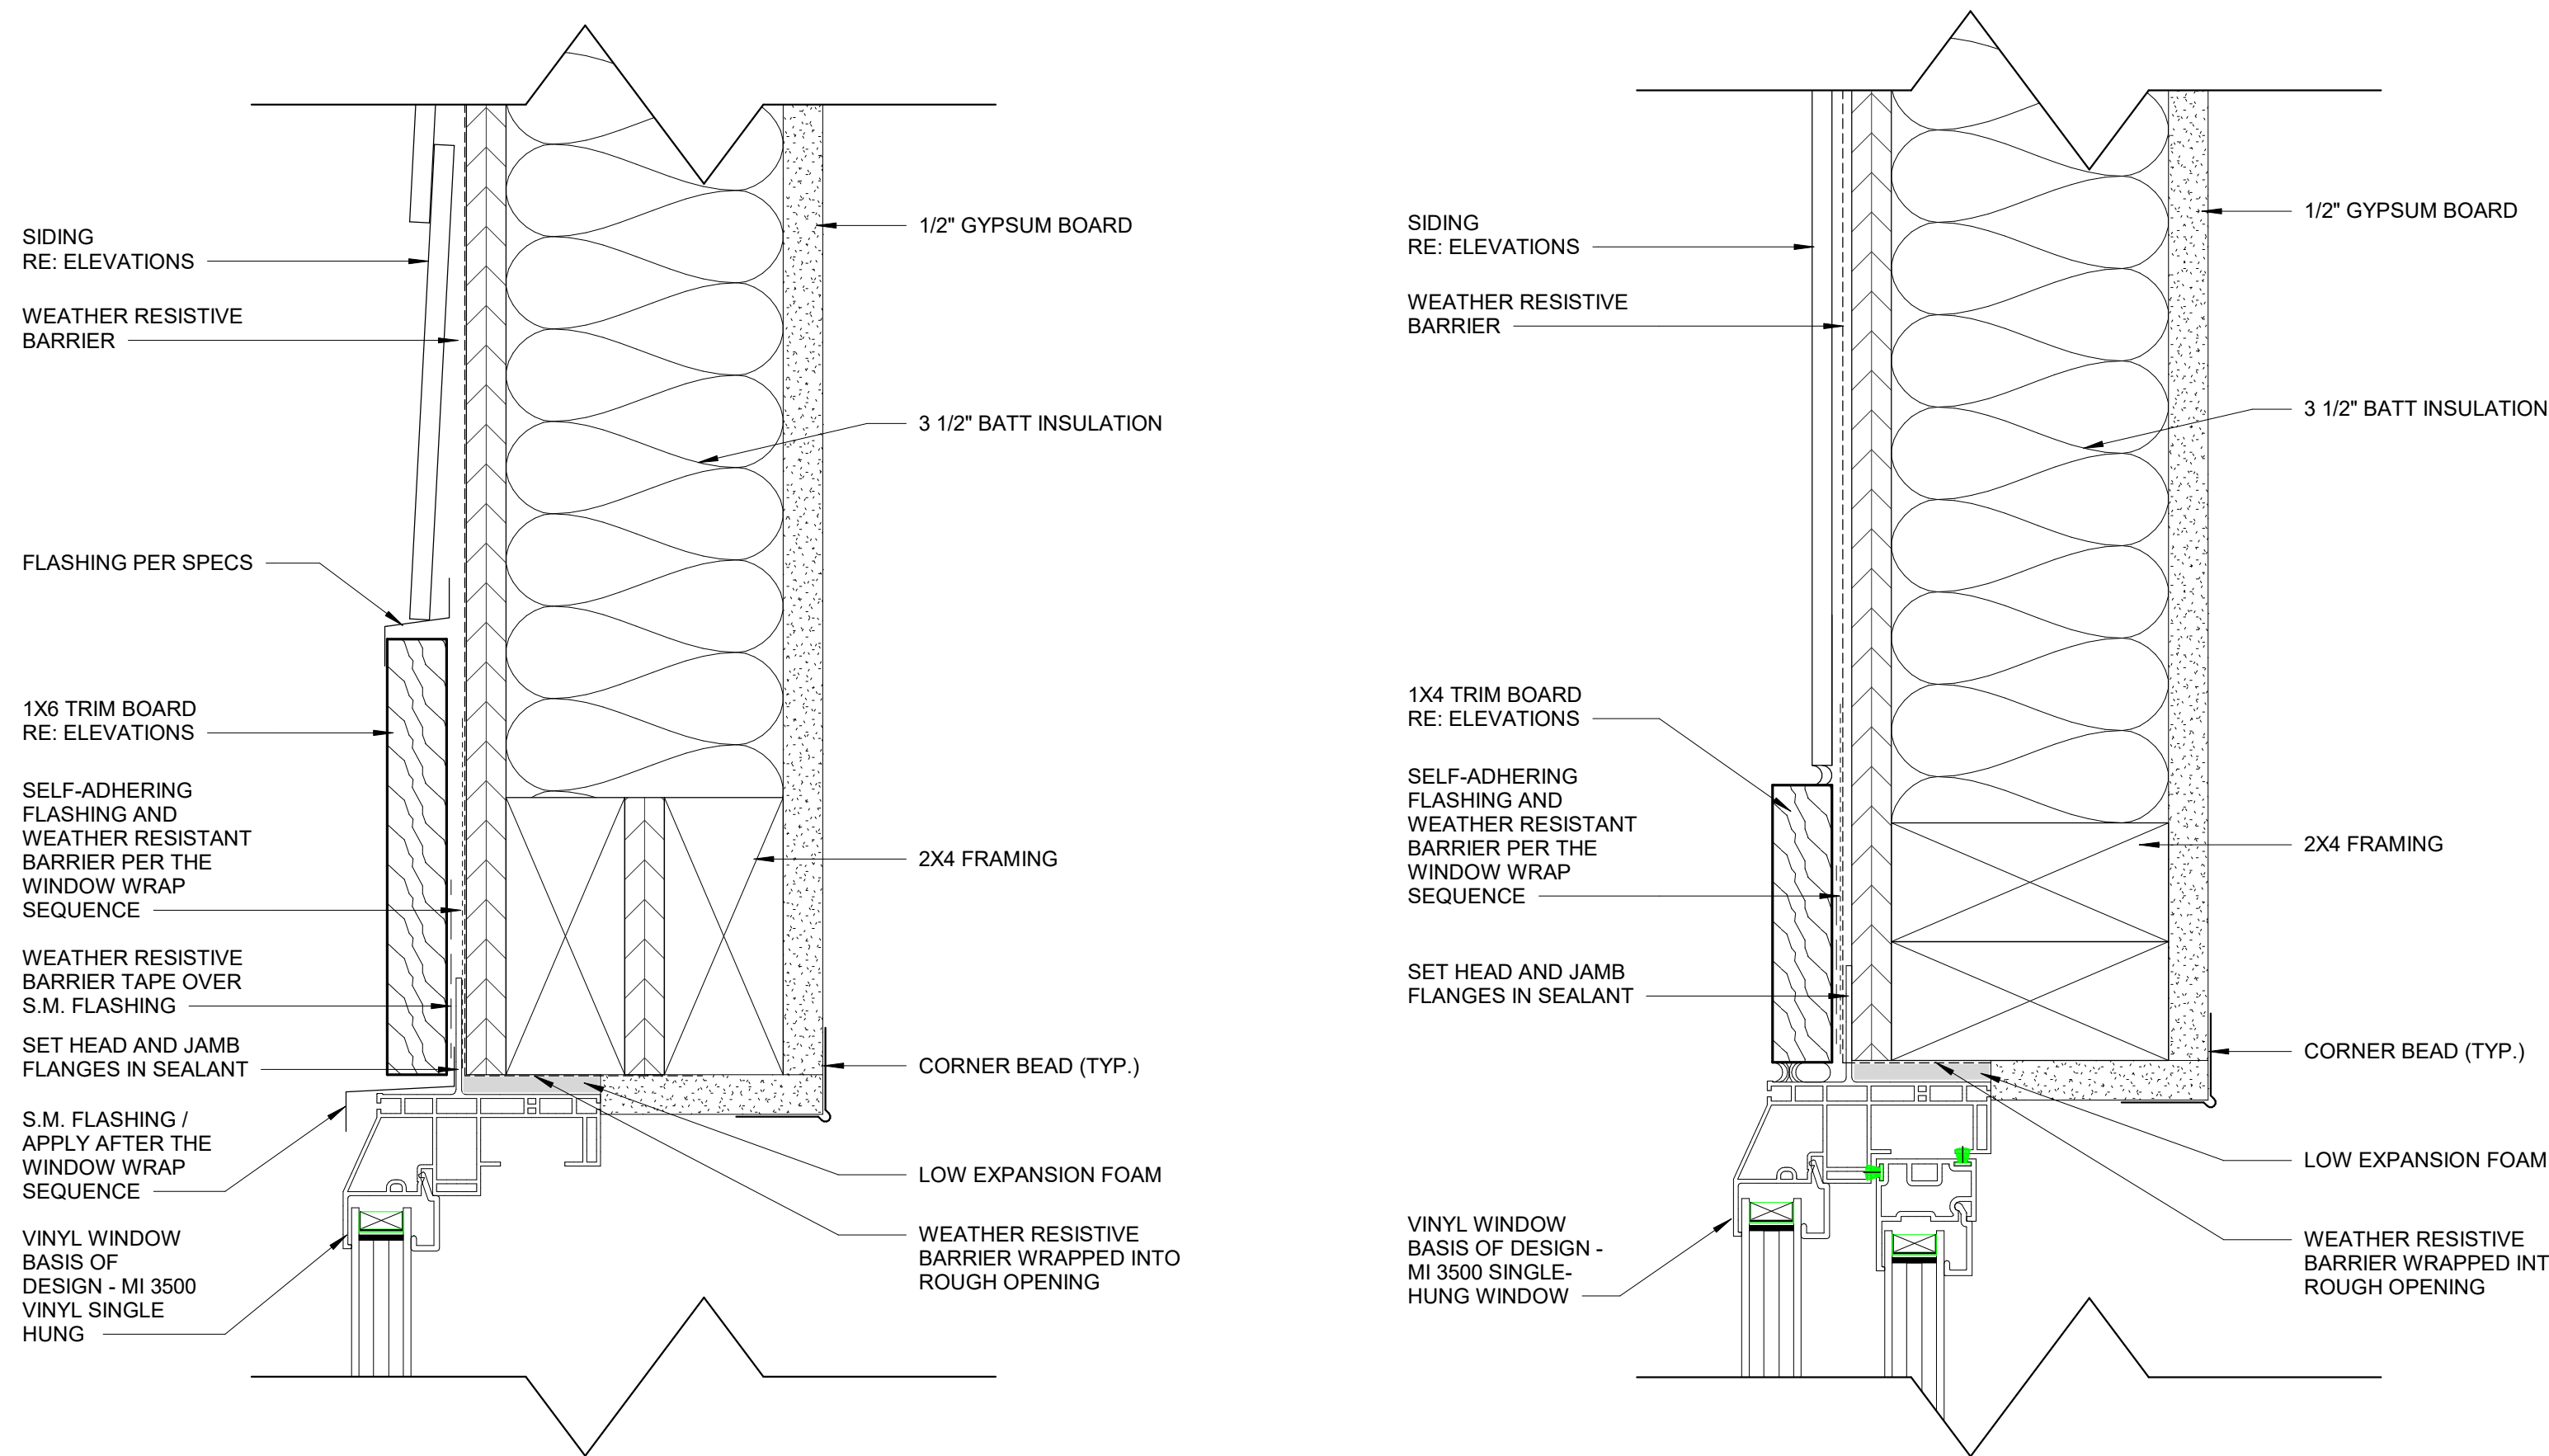 SIDING
RE: ELEVATIONS
WEATHER RESISTIVE
BARRIER
FLASHING PER SPECS
1X6 TRIM BOARD
RE: ELEVATIONS
SELF-ADHERING
FLASHING AND
WEATHER RESISTANT
BARRIER PER THE
WINDOW WRAP
SEQUENCE
WEATHER RESISTIVE
BARRIER TAPE OVER
S.M. FLASHING
SET HEAD AND JAMB
FLANGES IN SEALANT
S.M. FLASHING /
APPLY AFTER THE
WINDOW WRAP
SEQUENCE
VINYL WINDOW
BASIS OF
DESIGN - MI 3500
VINYL SINGLE
HUNG
1/2" GYPSUM BOARD
3 1/2" BATT INSULATION
2X4 FRAMING
CORNER BEAD (TYP.)
LOW EXPANSION FOAM
WEATHER RESISTIVE
BARRIER WRAPPED INTO
ROUGH OPENING
SIDING
RE: ELEVATIONS
WEATHER RESISTIVE
BARRIER
1X4 TRIM BOARD
RE: ELEVATIONS
SELF-ADHERING
FLASHING AND
WEATHER RESISTANT
BARRIER PER THE
WINDOW WRAP
SEQUENCE
SET HEAD AND JAMB
FLANGES IN SEALANT
VINYL WINDOW
BASIS OF DESIGN -
MI 3500 SINGLE-
HUNG WINDOW
1/2" GYPSUM BOARD
3 1/2" BATT INSULATION
2X4 FRAMING
CORNER BEAD (TYP.)
LOW EXPANSION FOAM
WEATHER RESISTIVE
BARRIER WRAPPED INT
ROUGH OPENING